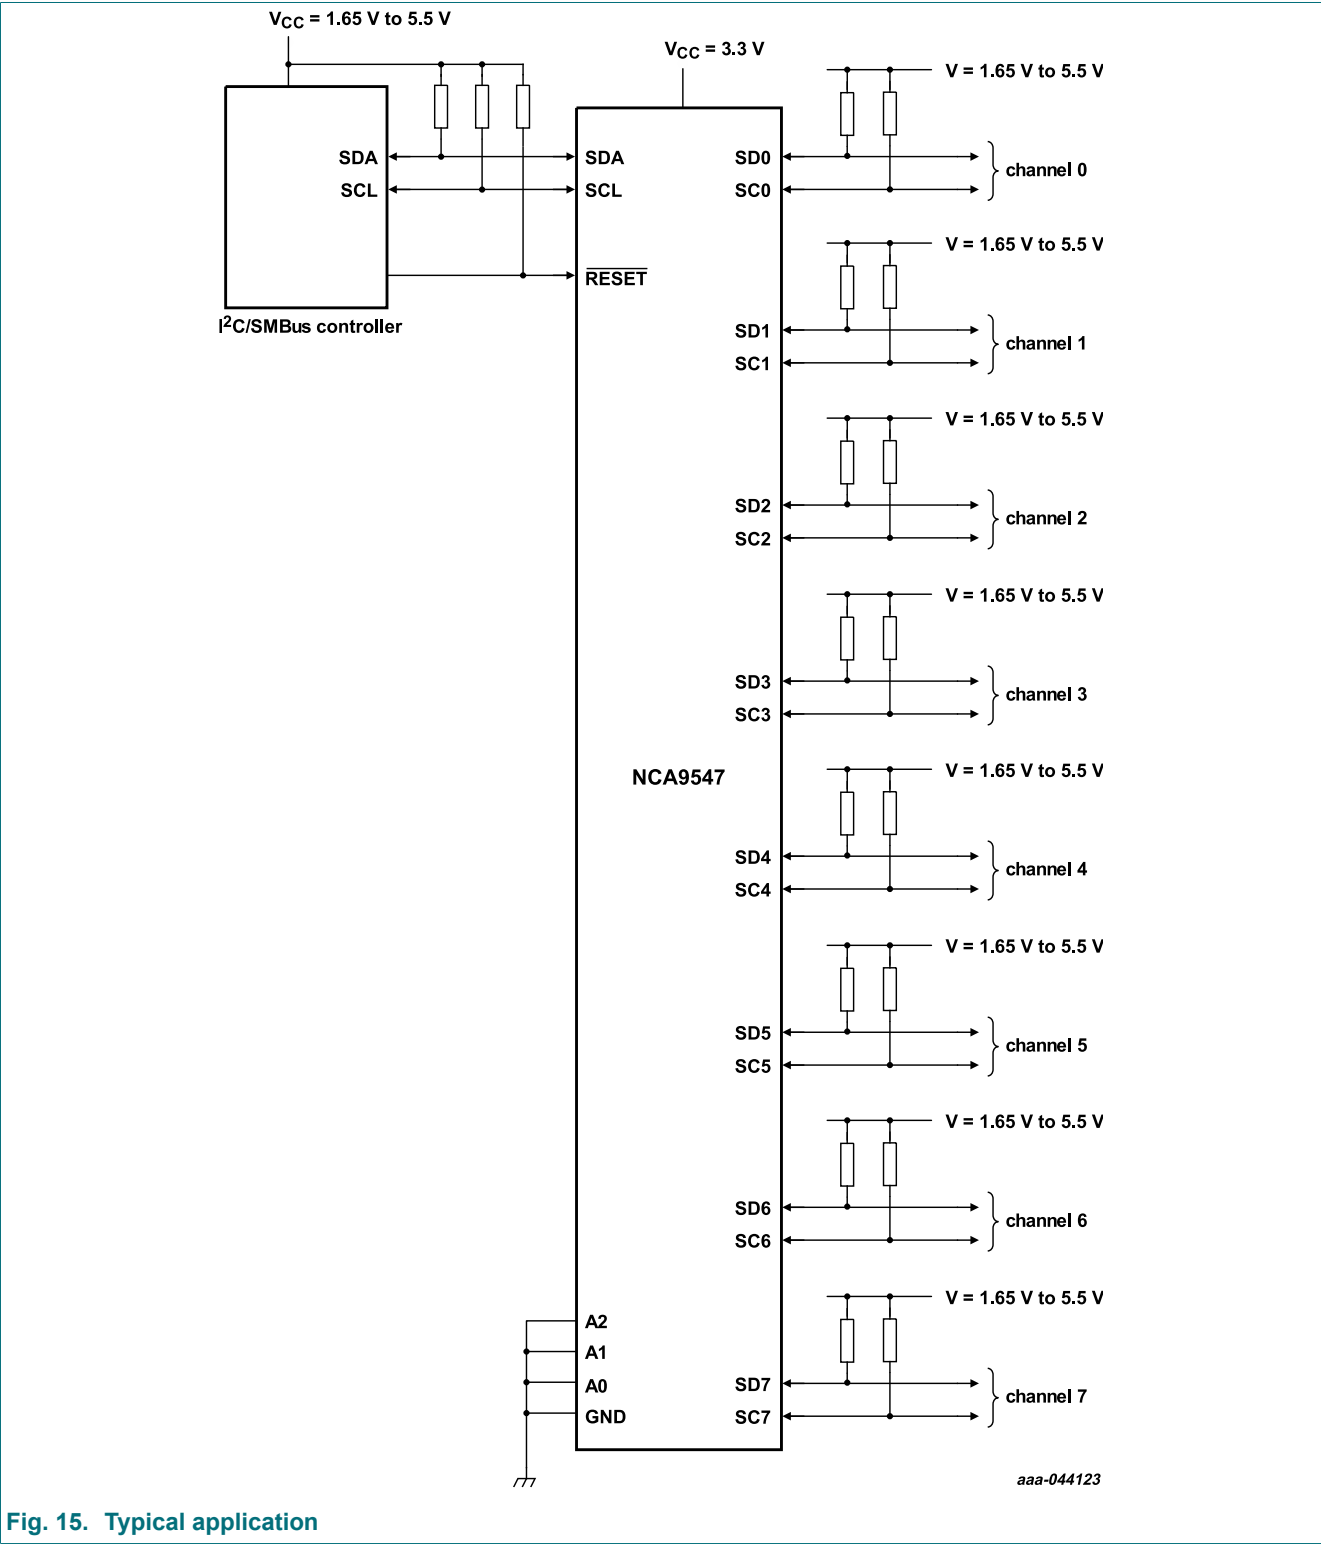 VCC = 1.65 V to 5.5 V
VCC = 3.3 V
V = 1.65 V to 5.5 V
SDA
SCL
I2C/SMBus controller
SDA
SCL
RESET
NCA9547
A2
A1
A0
GND
SD0
SC0
channel 0
V = 1.65 V to 5.5 V
SD1
SC1
channel 1
V = 1.65 V to 5.5 V
SD2
SC2
channel 2
V = 1.65 V to 5.5 V
SD3
SC3
channel 3
V = 1.65 V to 5.5 V
SD4
SC4
channel 4
V = 1.65 V to 5.5 V
SD5
SC5
channel 5
V = 1.65 V to 5.5 V
SD6
SC6
channel 6
V = 1.65 V to 5.5 V
SD7
SC7
channel 7
aaa-044123
Fig. 15. Typical application